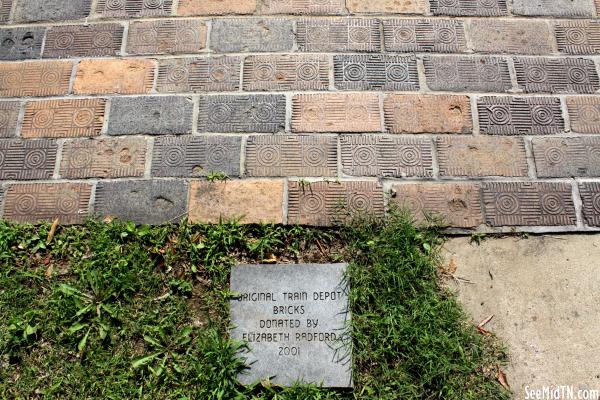 ORIGINAL TRAIN DEPOT
BRICKS
DONATED BY
ELIZABETH RADFORD
2001
SeeMidTN.com